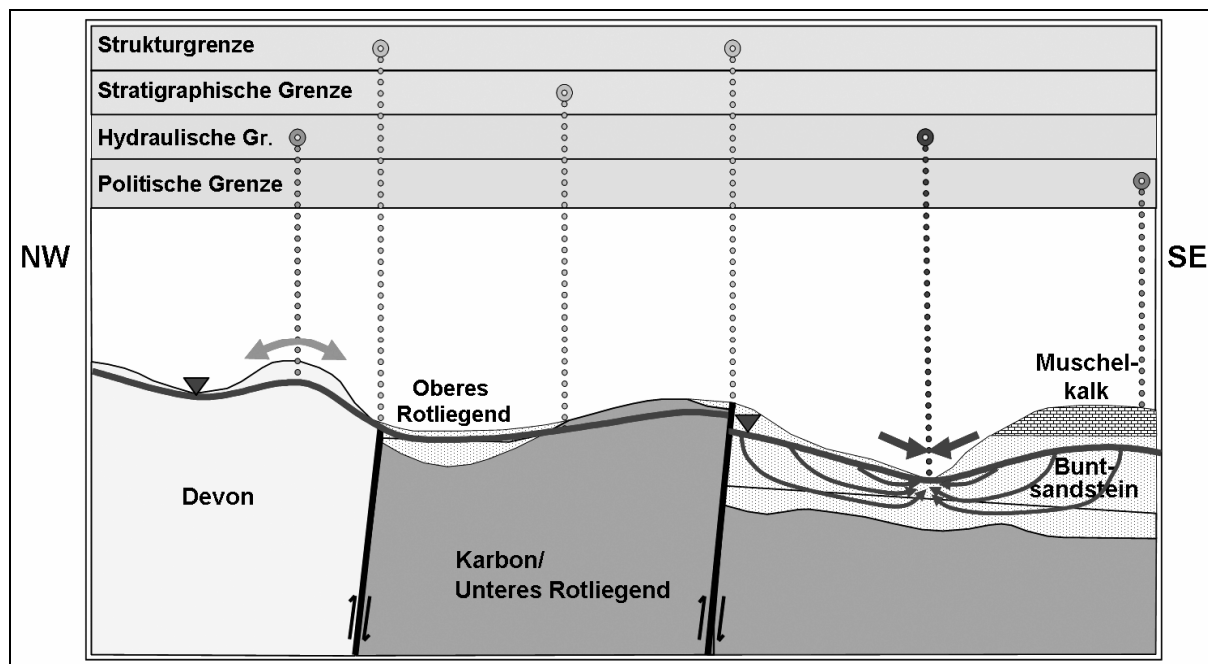 Strukturgrenze
Stratigraphische Grenze
Hydraulische Gr.
Politische Grenze
NW
SE
Oberes
Rotliegend
Muschel-
kalk
Bunt-
sandstein
Devon
Karbon/
Unteres Rotliegend